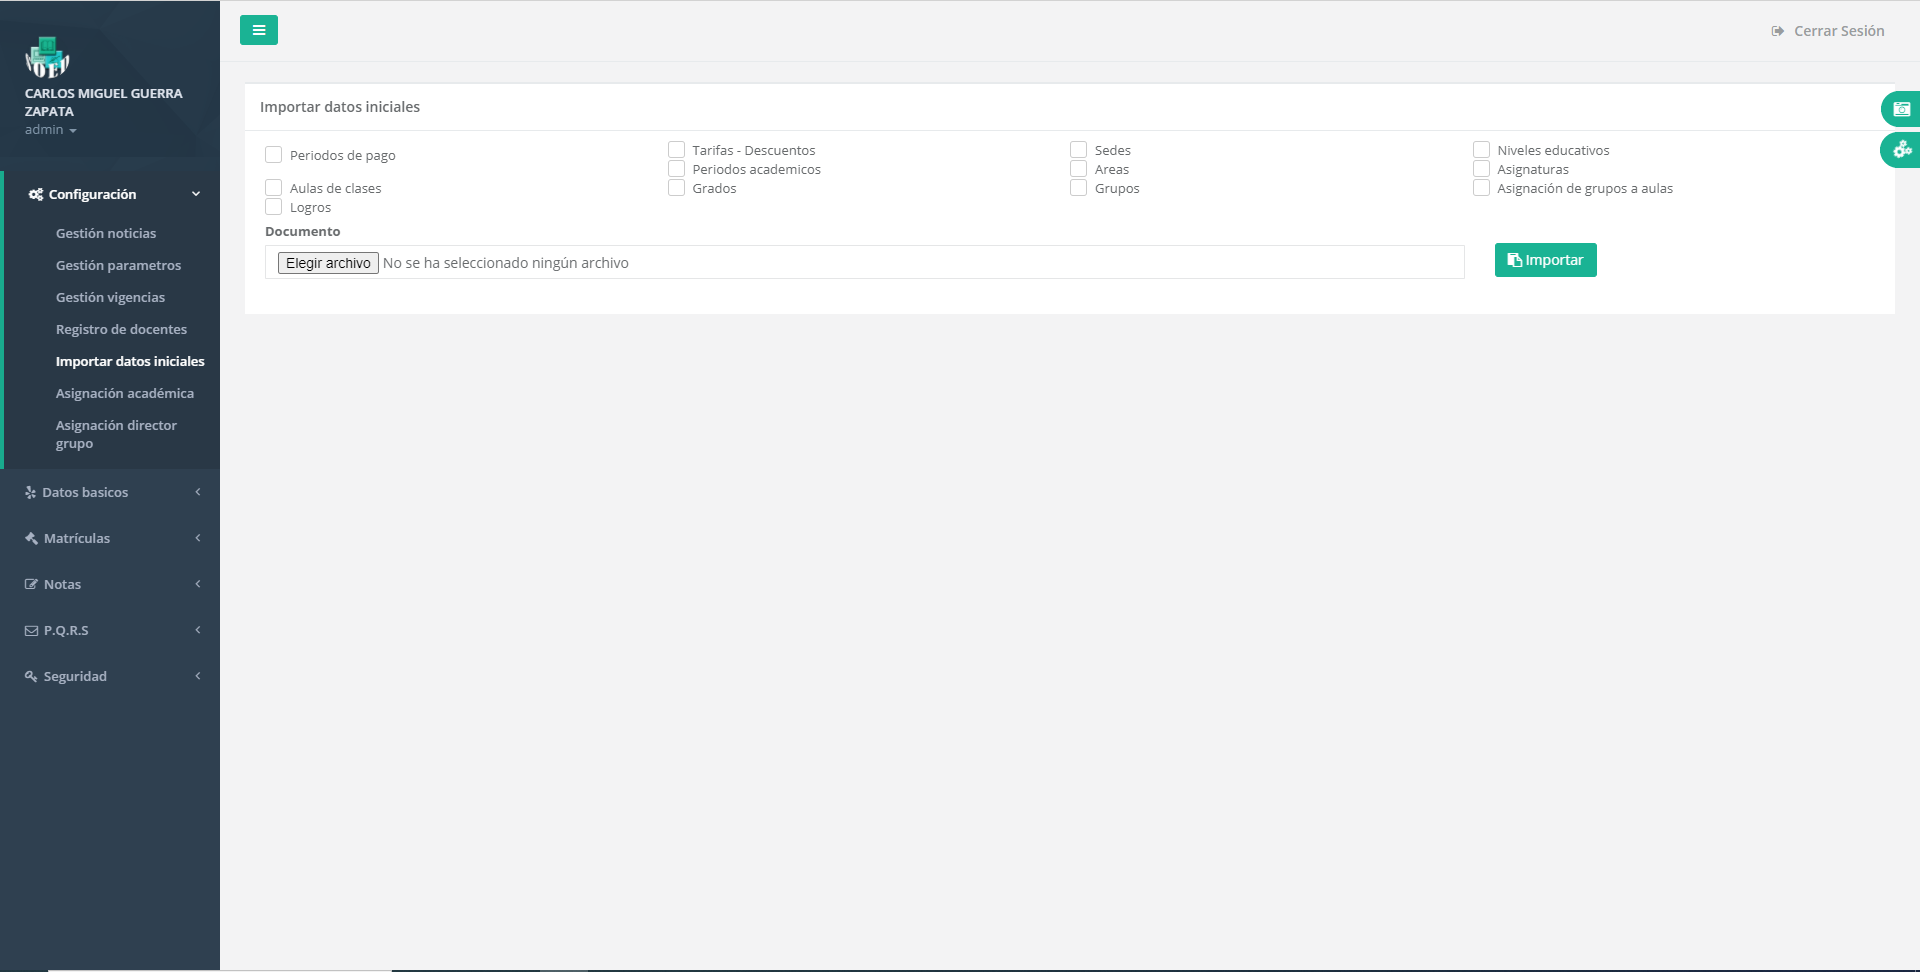 CARLOS MIGUEL GUERRA
ZAPATA
admin
Configuración
Gestión noticias
Gestión parametros
Gestión vigencias
Registro de docentes
Importar datos iniciales
Asignación académica
Asignación director
grupo
Datos basicos
Matrículas
Notas
P.Q.R.S
Seguridad
Cerrar Sesión
Importar datos iniciales
Periodos de pago
Tarifas - Descuentos
Sedes
Niveles educativos
Periodos academicos
Areas
Asignaturas
Aulas de clases
Grados
Grupos
Asignación de grupos a aulas
Logros
Documento
Elegir archivo No se ha seleccionado ningún archivo
Importar